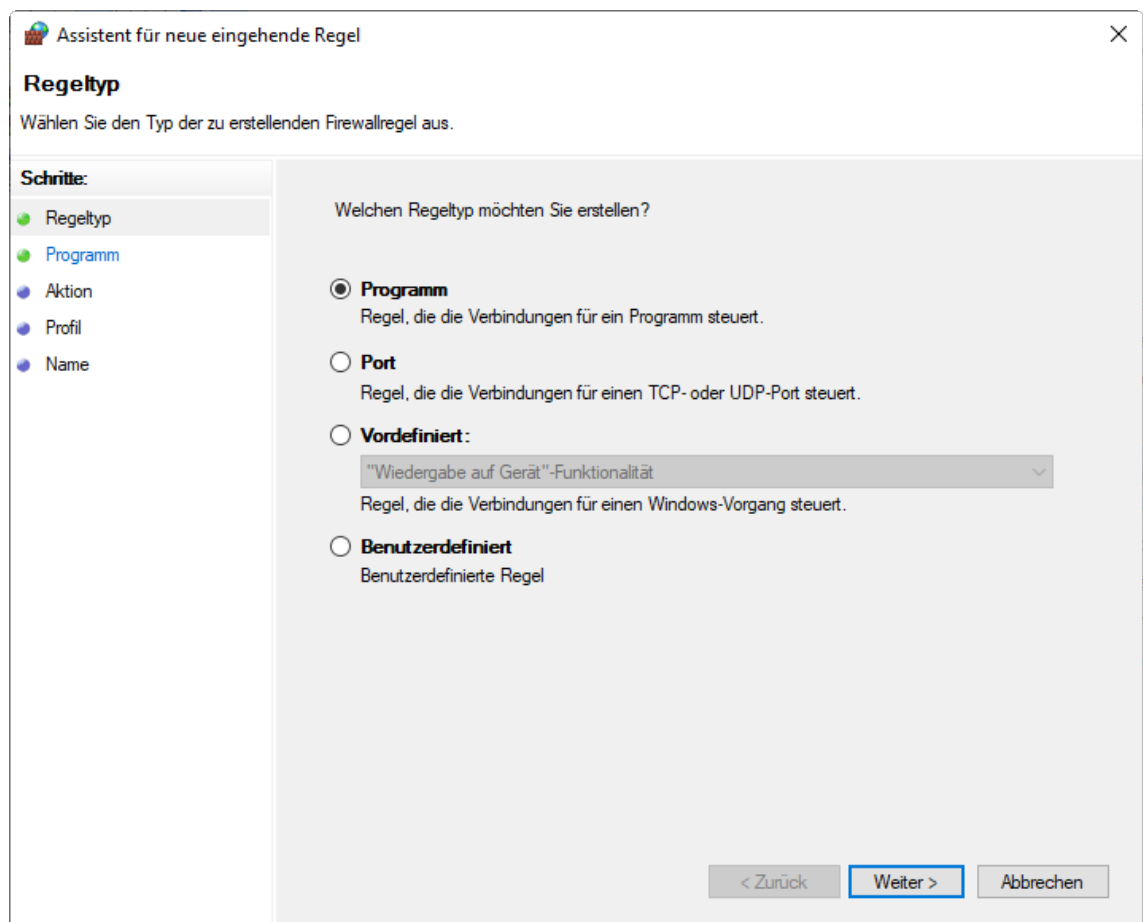 Assistent für neue eingehende Regel
Regeltyp
Wählen Sie den Typ der zu erstellenden Firewallregel aus.
Schritte:
Regeltyp
Programm
Aktion
Profil
Name
Welchen Regeltyp möchten Sie erstellen?
Programm
Regel, die die Verbindungen für ein Programm steuert.
Port
Regel, die die Verbindungen für einen TCP- oder UDP-Port steuert.
Vordefiniert:
"Wiedergabe auf Gerät"-Funktionalität
Regel, die die Verbindungen für einen Windows-Vorgang steuert.
Benutzerdefiniert
Benutzerdefinierte Regel
< Zurück
Weiter >
Abbrechen